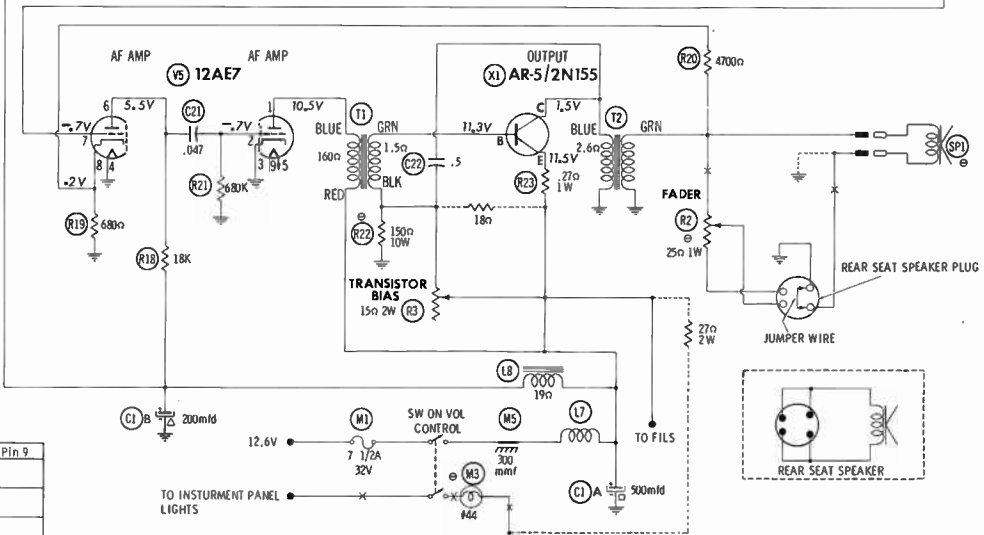 AF AMP
V5 12AE7
AF AMP
OUTPUT
X1 AR-5/2N155
R20
4700Ω
6
5.5V
C21
.047
-.7V
7
8
4
.2V
R19
680Ω
-.7V
1
10.5V
2
3
9
5
R21
680K
R18
18K
T1
BLUE
160Ω
RED
GRN
1.5Ω
BLK
C22
.5
11.3V
B
C
1.5V
E
11.5V
R23
.27Ω
1W
BLUE
T2
2.6Ω
GRN
SP1
18Ω
R22
150Ω
10W
TRANSISTOR
BIAS
15Ω 2W
R3
FADER
R2
25Ω 1W
REAR SEAT SPEAKER PLUG
JUMPER WIRE
27Ω
2W
L8
19Ω
C1 B
200mfd
12.6V
M1
7 1/2A
32V
SW ON VOL
CONTROL
M5
300
mmf
L7
TO FILS
C1 A
500mfd
TO INSTURMENT PANEL
LIGHTS
M3
#44
REAR SEAT SPEAKER
Pin 9